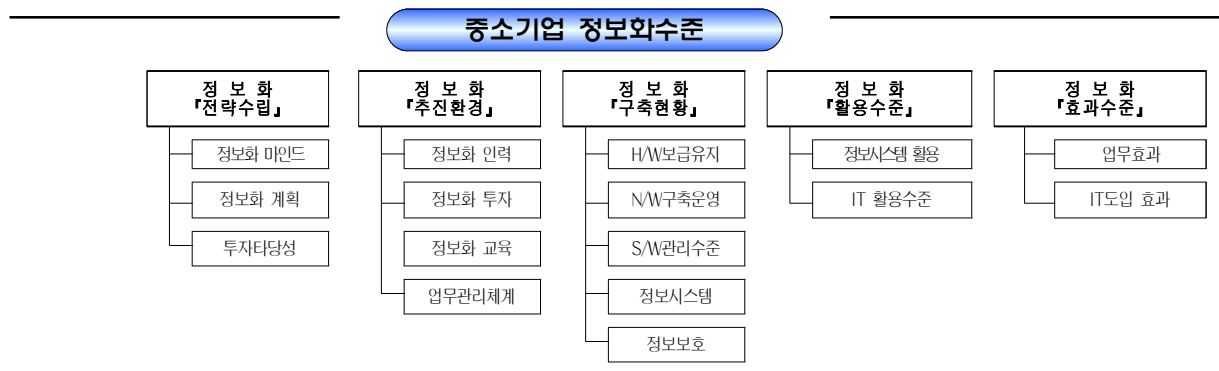 중소기업 정보화수준
정 보 화
『전략수립』
정보화 마인드
정보화 계획
투자타당성
정 보 화
『추진환경』
정보화 인력
정보화 투자
정보화 교육
업무관리체계
정 보 화
『구축현황』
H/W보급유지
N/W구축운영
S/W관리수준
정보시스템
정보보호
정 보 화
『활용수준』
정보시스템 활용
IT 활용수준
정 보 화
『효과수준』
업무효과
IT도입 효과